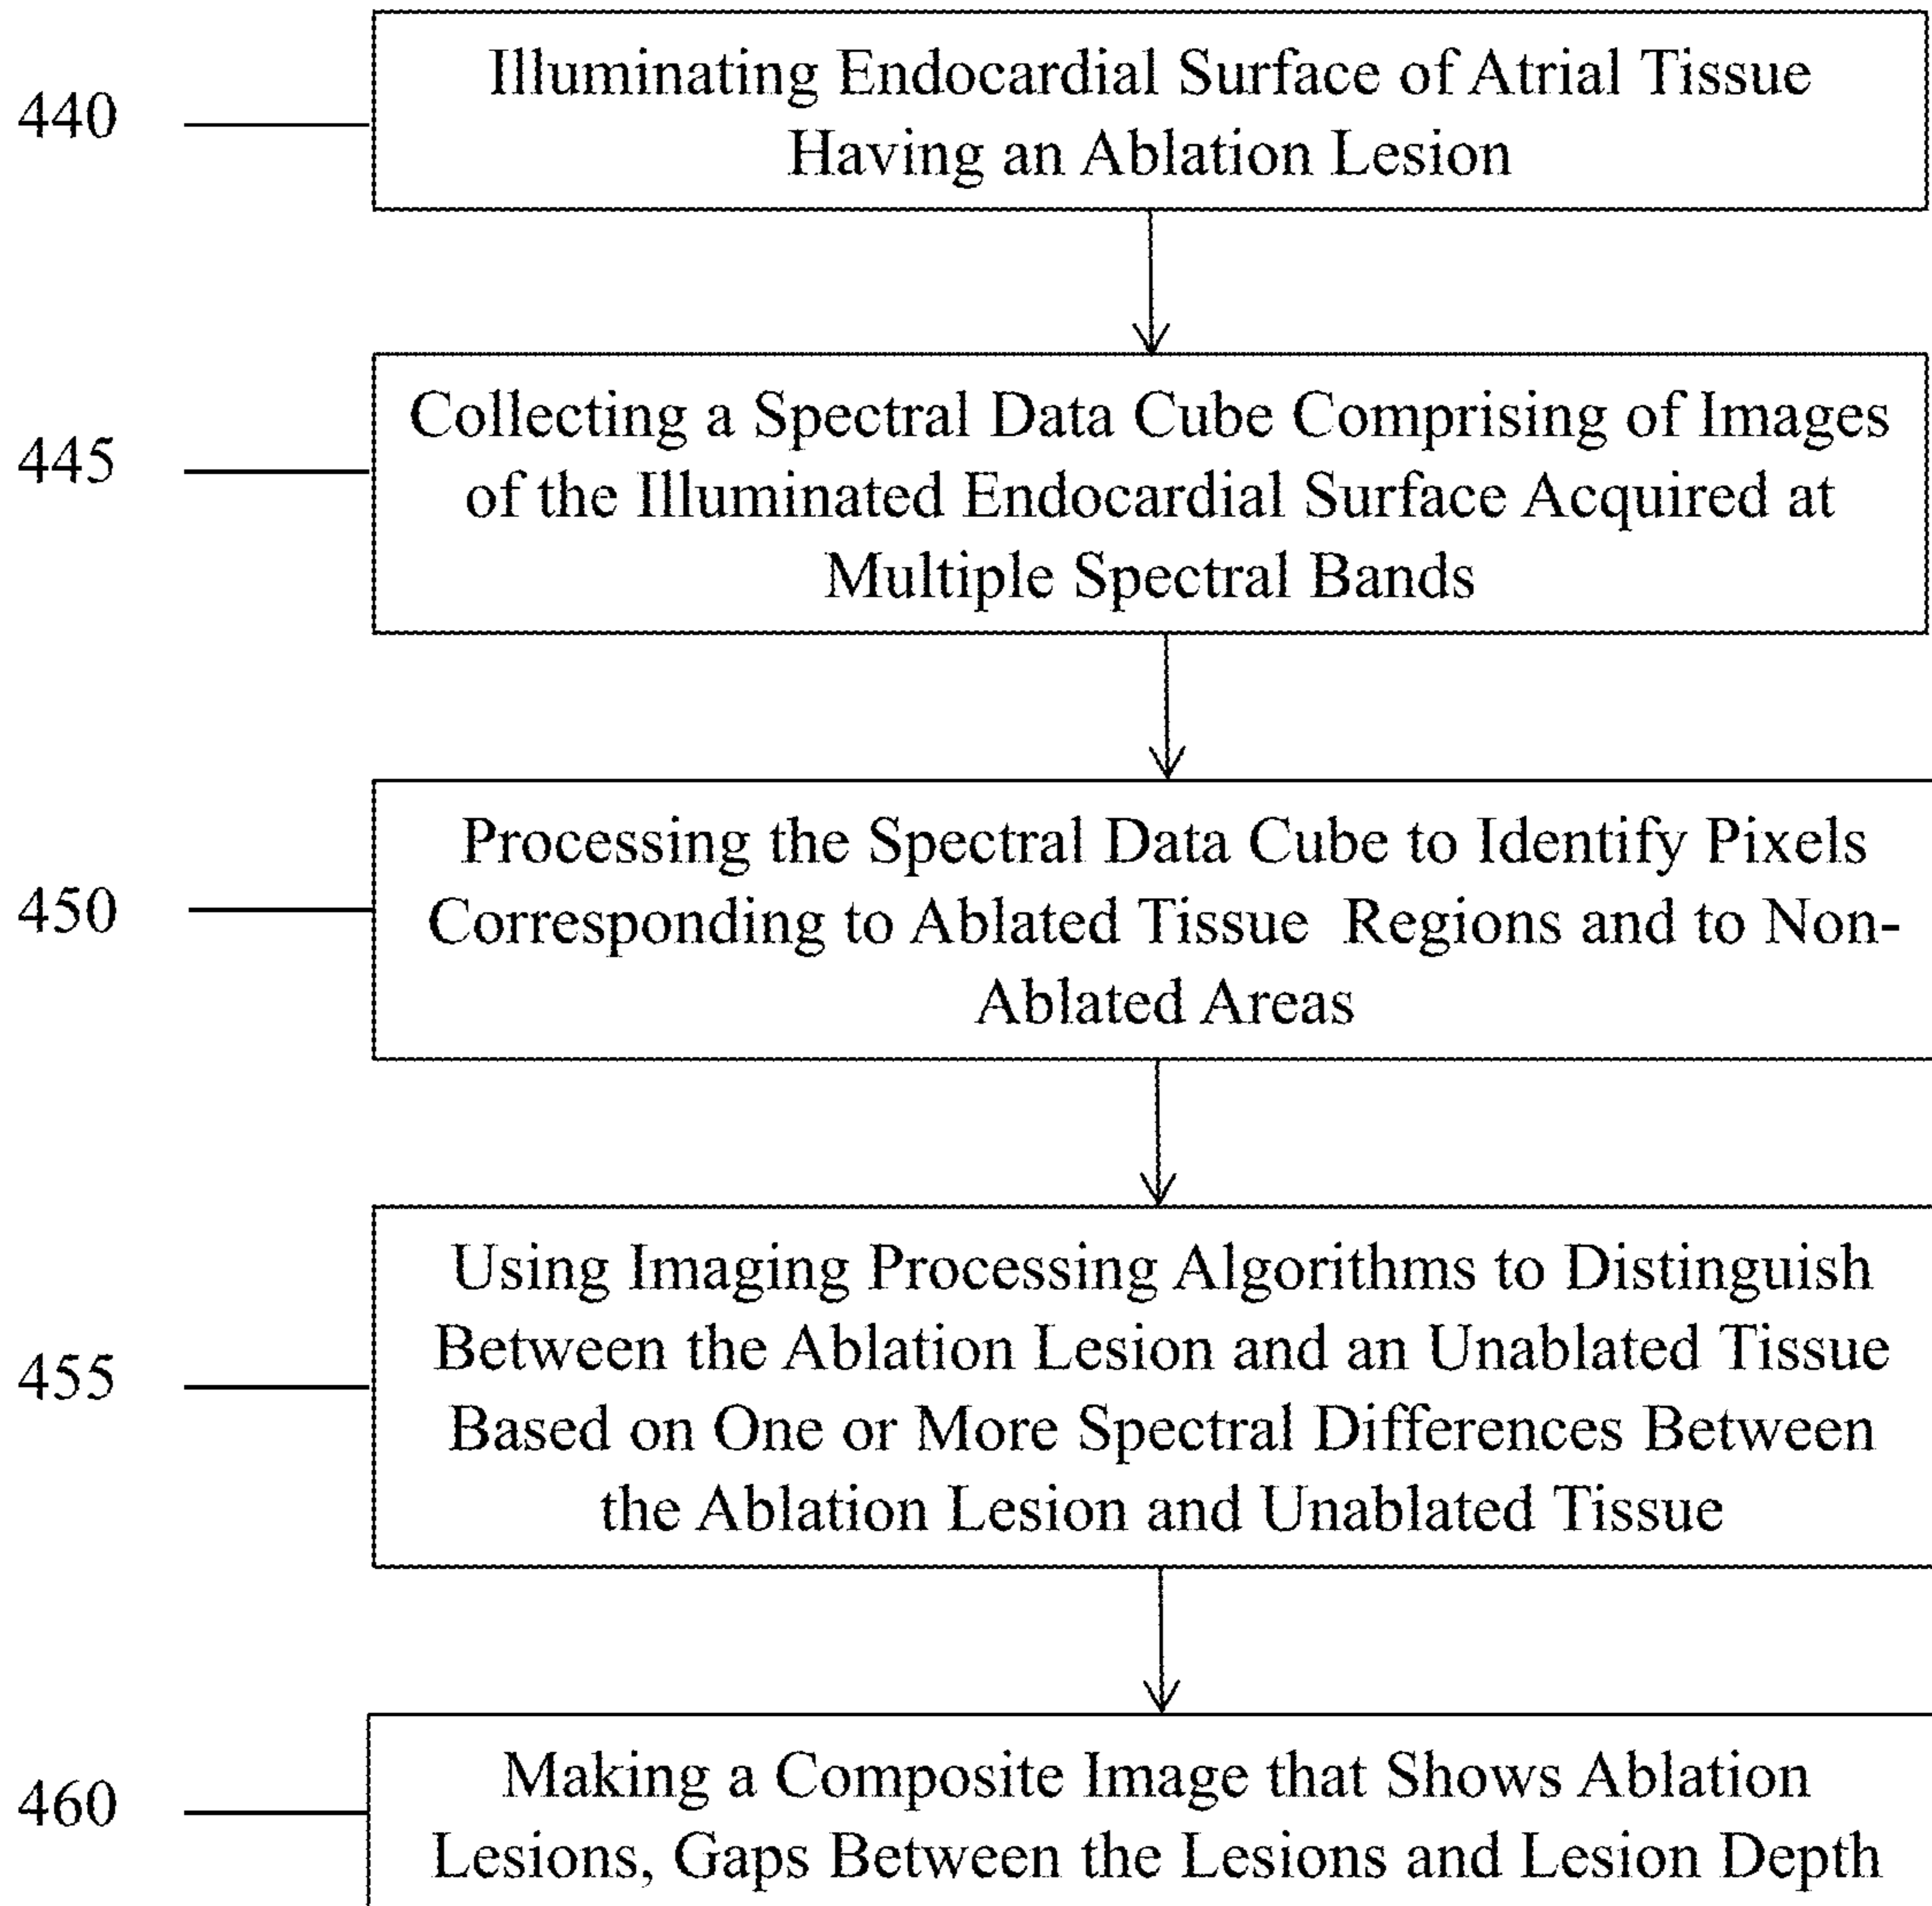 440
Illuminating Endocardial Surface of Atrial Tissue
Having an Ablation Lesion
445
Collecting a Spectral Data Cube Comprising of Images
of the Illuminated Endocardial Surface Acquired at
Multiple Spectral Bands
450
Processing the Spectral Data Cube to Identify Pixels
Corresponding to Ablated Tissue Regions and to Non-
Ablated Areas
455
Using Imaging Processing Algorithms to Distinguish
Between the Ablation Lesion and an Unablated Tissue
Based on One or More Spectral Differences Between
the Ablation Lesion and Unablated Tissue
460
Making a Composite Image that Shows Ablation
Lesions, Gaps Between the Lesions and Lesion Depth